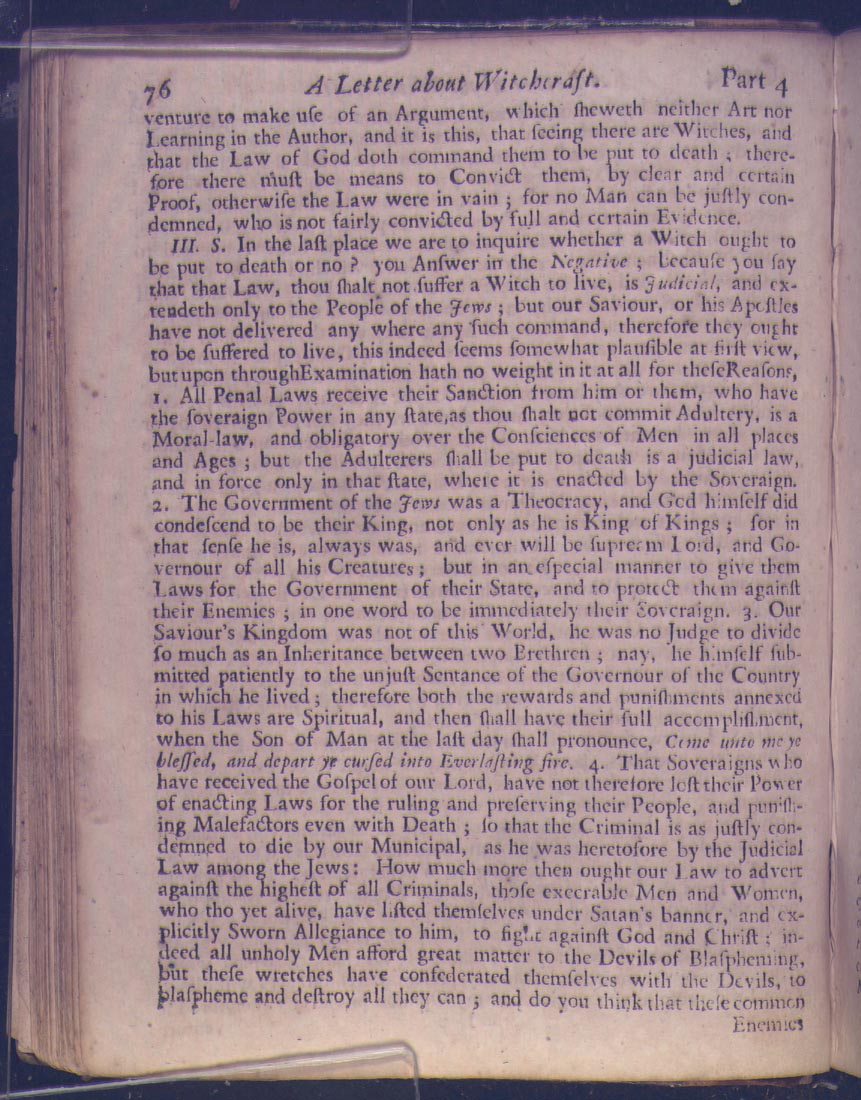 76 A Letter about Witchcraft. Part 4
venture to make uſe of an Argument, which ſheweth neither Art nor
Learning in the Author, and it is this, that ſeeing there are Witches, and
that the Law of God doth command them to be put to death ; there-
fore there muſt be means to Convict them, by clear and certain
Proof, otherwiſe the Law were in vain ; for no Man can be juſtly con-
demned, who is not fairly convicted by full and certain Evidence.
III. S. In the laſt place we are to inquire whether a Witch ought to
be put to death or no ? you Anſwer in the Negative ; becauſe you ſay
that that Law, thou ſhalt not ſuffer a Witch to live, is Judicial, and ex-
tendeth only to the People of the Jews ; but our Saviour, or his Apoſtles
have not delivered any where any ſuch command, therefore they ought
to be ſuffered to live, this indeed ſeems ſomewhat plauſible at firſt view,
but upon throughExamination hath no weight in it at all for theſeReaſons,
1. All Penal Laws receive their Sanction from him or them, who have
the ſoveraign Power in any ſtate,as thou ſhalt not commit Adultery, is a
Moral-law, and obligatory over the Conſciences of Men in all places
and Ages ; but the Adulterers ſhall be put to death is a judicial law,
and in force only in that ſtate, where it is enacted by the Soveraign.
2. The Government of the Jews was a Theocracy, and God himſelf did
condeſcend to be their King, not only as he is King of Kings ; for in
that ſenſe he is, always was, and ever will be ſupream Lord, and Go-
vernour of all his Creatures ; but in an eſpecial manner to give them
Laws for the Government of their State, and to protect them againſt
their Enemies ; in one word to be immediately their Soveraign. 3. Our
Saviour's Kingdom was not of this World, he was no Judge to divide
ſo much as an Inheritance between two Brethren ; nay, he himſelf ſub-
mitted patiently to the unjuſt Sentance of the Governour of the Country
in which he lived ; therefore both the rewards and puniſhments annexed
to his Laws are Spiritual, and then ſhall have their full accompliſhment,
when the Son of Man at the laſt day ſhall pronounce, Come unto me ye
bleſſed, and depart ye curſed into Everlaſting fire. 4. That Soveraigns who
have received the Goſpel of our Lord, have not therefore loſt their Power
of enacting Laws for the ruling and preſerving their People, and puniſh-
ing Malefactors even with Death ; ſo that the Criminal is as juſtly con-
demned to die by our Municipal, as he was heretofore by the Judicial
Law among the Jews: How much more then ought our Law to advert
againſt the higheſt of all Criminals, thoſe execrable Men and Women,
who tho yet alive, have liſted themſelves under Satan's banner, and ex-
plicitly Sworn Allegiance to him, to fight againſt God and Chriſt ; in-
deed all unholy Men afford great matter to the Devils of Blaſpheming,
but theſe wretches have confederated themſelves with the Devils, to
blaſpheme and deſtroy all they can ; and do you think that theſe common
Enemies